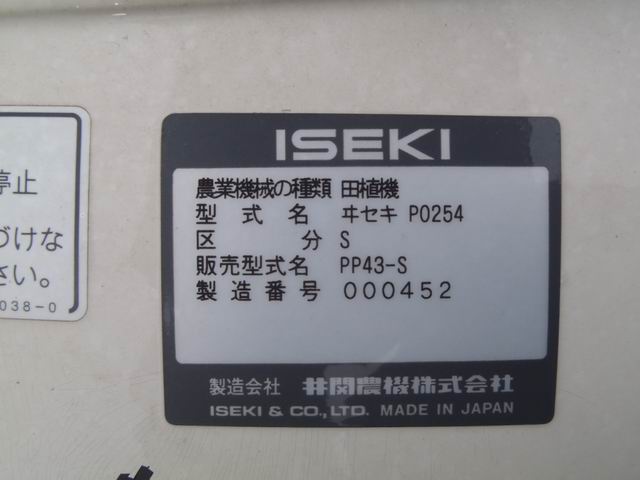 停止
づけな
さい。
038-0
ISEKI
農業機械の種類 田植機
型式名 ヰセキ P0254
区分 S
販売型式名 PP43-S
製造番号 000452
製造会社 井関農機株式会社
ISEKI & CO., LTD. MADE IN JAPAN